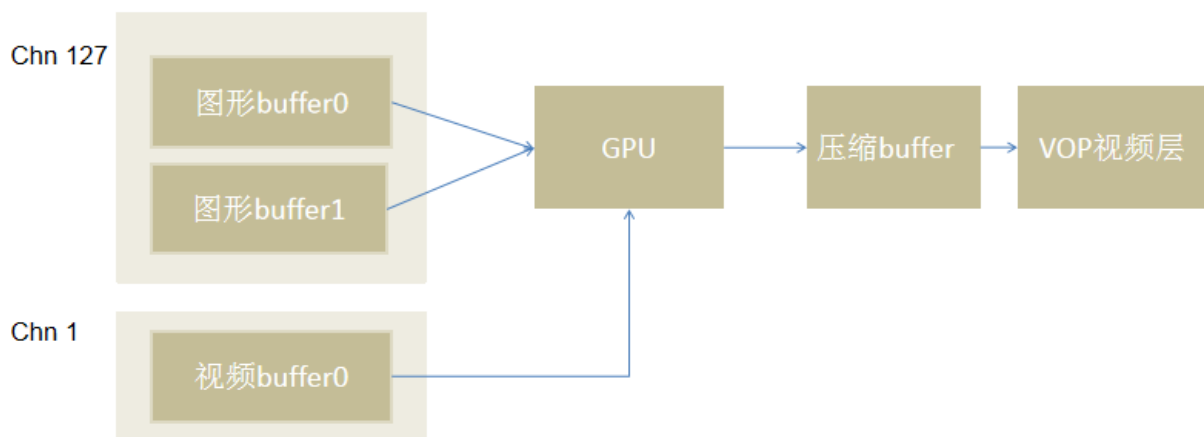 Chn 127
图形buffer0
图形buffer1
GPU
压缩buffer
VOP视频层
Chn 1
视频buffer0